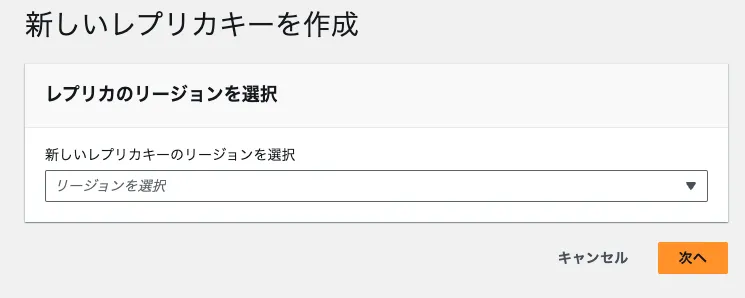 新しいレプリカキーを作成
レプリカのリージョンを選択
新しいレプリカキーのリージョンを選択
リージョンを選択
キャンセル
次へ